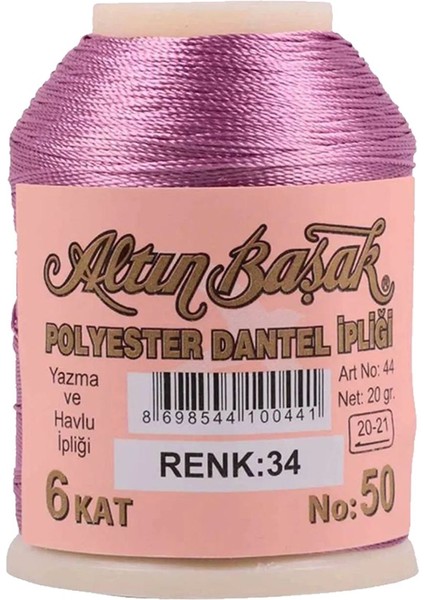 Altın Başak®
POLYESTER DANTEL İPLİĞİ
Yazma
ve
Havlu
İpliği
8 698544 100441
Art No: 44
Net: 20 gr.
20-21
RENK:34
6 KAT
No: 50